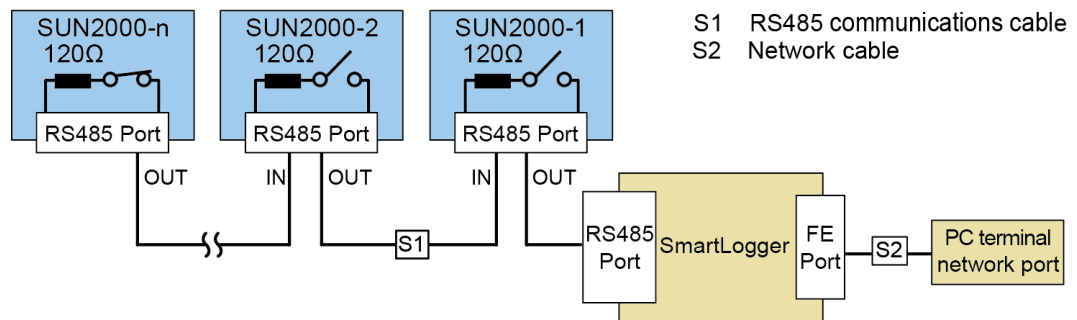 SUN2000-n
120Ω
RS485 Port
OUT
SUN2000-2
120Ω
RS485 Port
IN
OUT
SUN2000-1
120Ω
RS485 Port
IN
OUT
S1 RS485 communications cable
S2 Network cable
S1
RS485
Port
SmartLogger
FE
Port
S2
PC terminal
network port